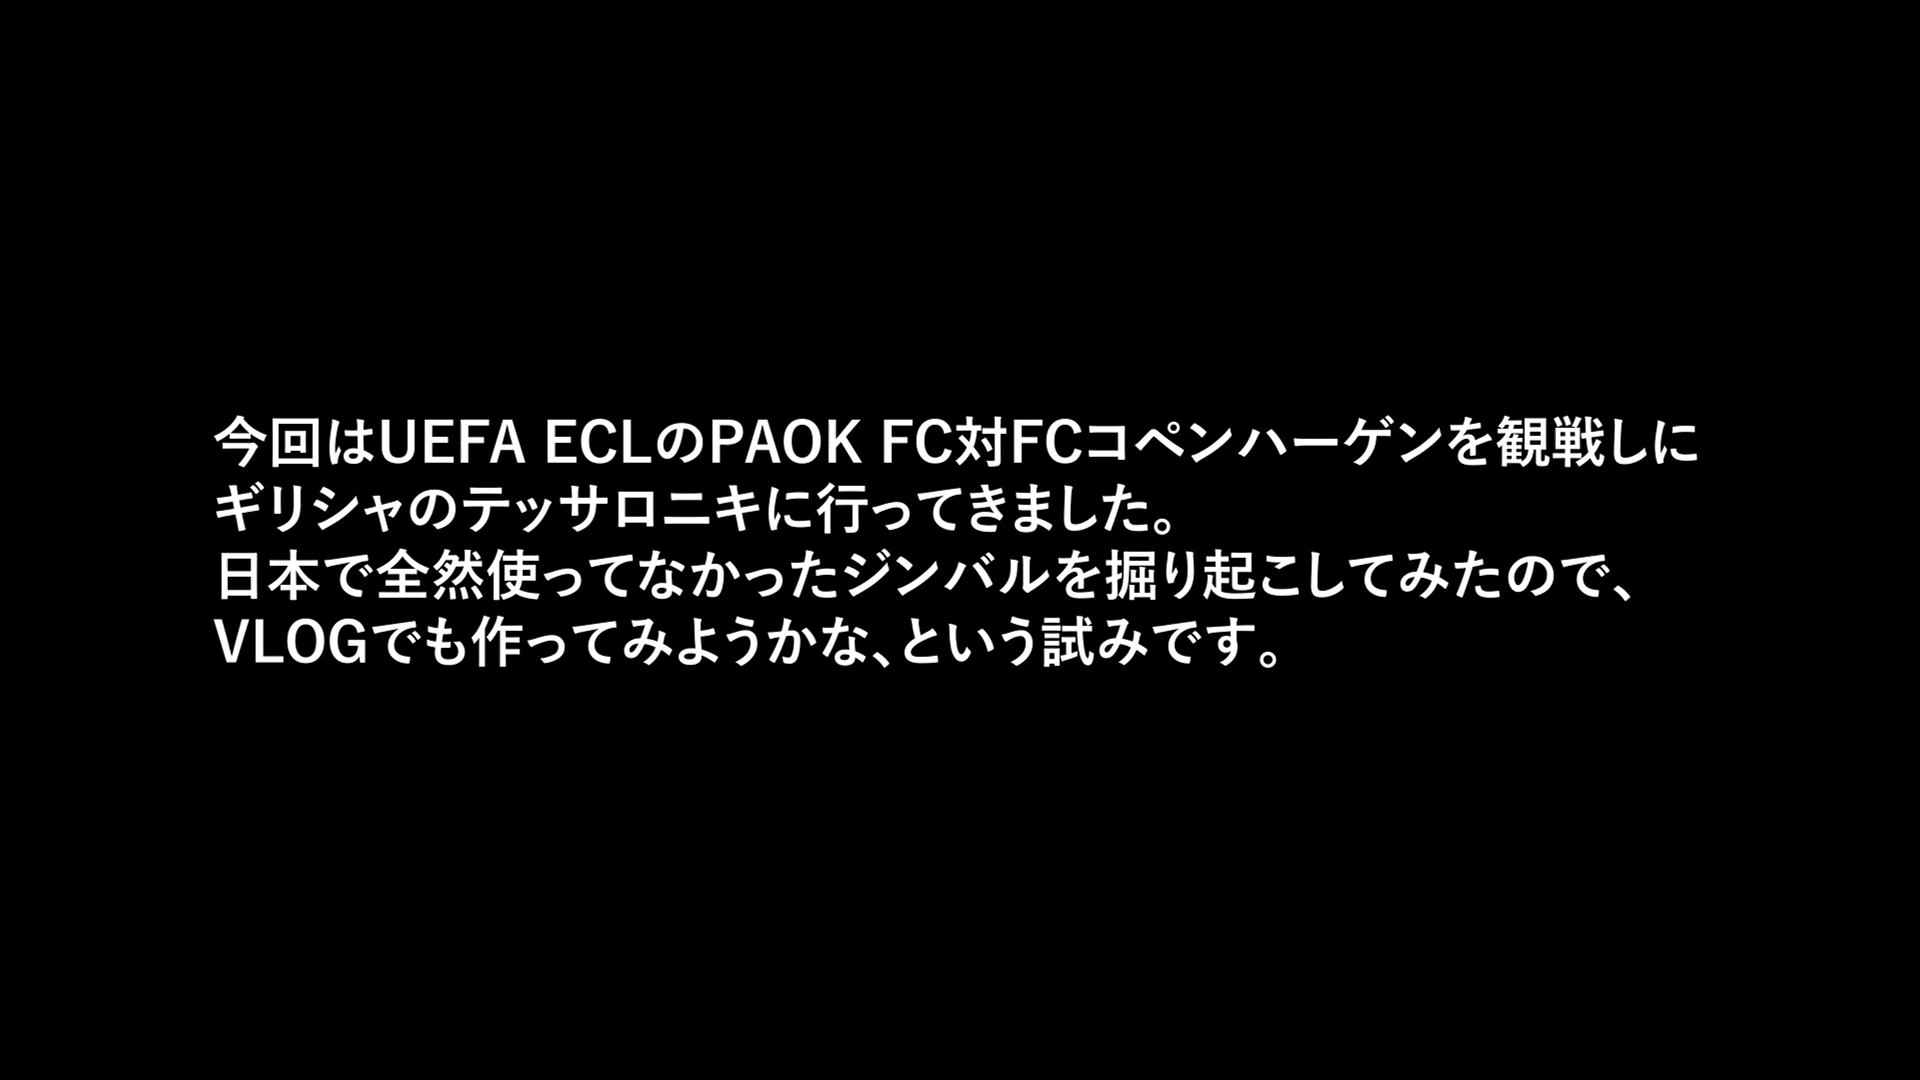 今回はUEFA ECLのPAOK FC対FCコペンハーゲンを観戦しに
ギリシャのテッサロニキに行ってきました。
日本で全然使ってなかったジンバルを掘り起こしてみたので、
VLOGでも作ってみようかな、という試みです。